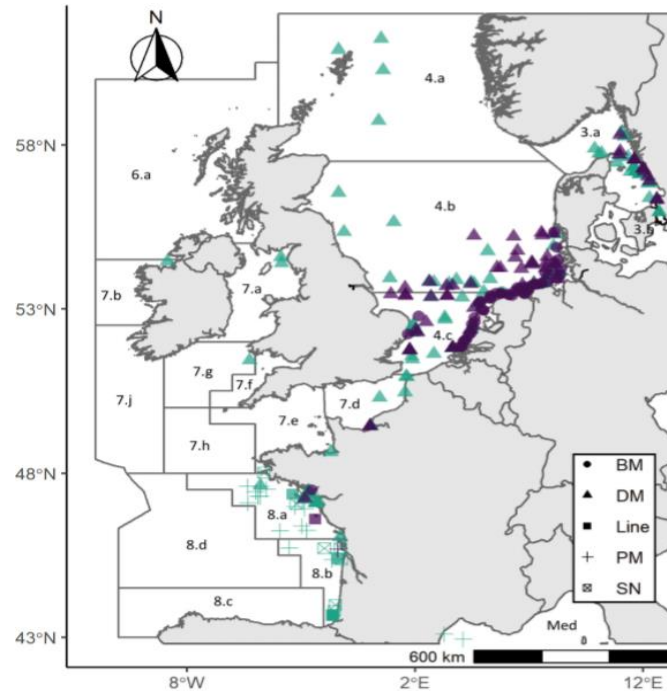 N
4.a
58°N
3.a
6.a
4.b
3.b
7.b
7.a
53°N
4.c
7.g
7.f
7.d
7.j
7.e
7.h
48°N
BM
8.a
DM
8.d
Line
8.b
PM
8.c
SN
Med
43°N
600 km
8°W
2°E
12°E